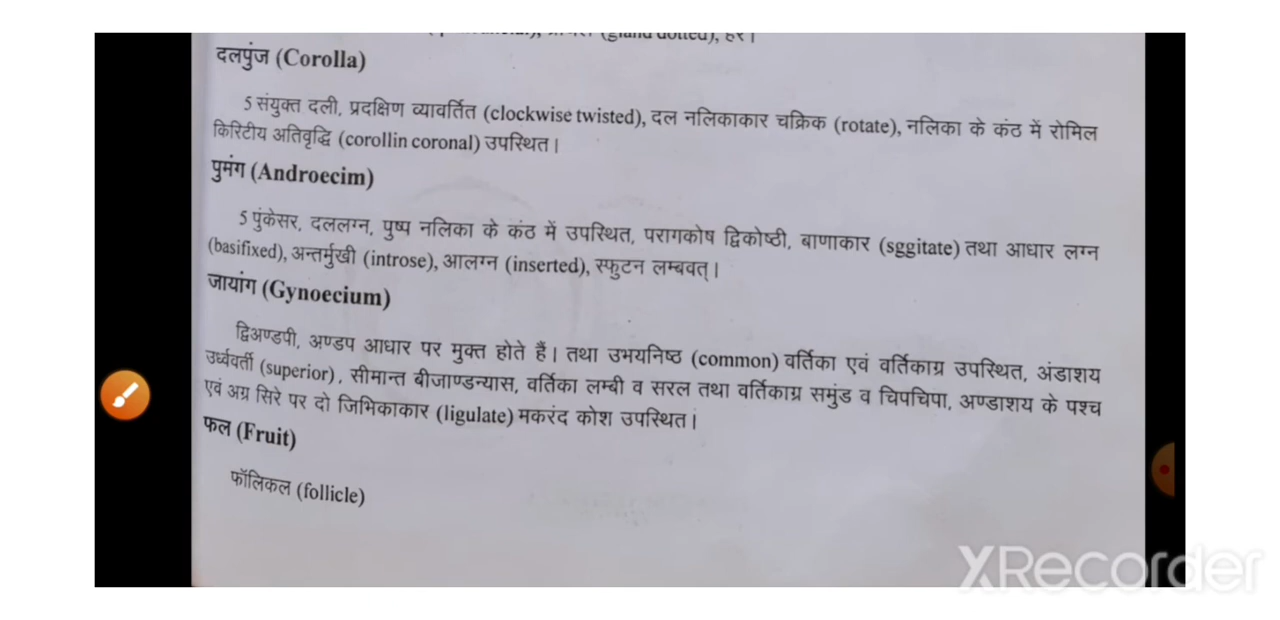 (gland dotted), हरे।
दलपुंज (Corolla)
5 संयुक्त दली, प्रदक्षिण व्यावर्तित (clockwise twisted), दल नलिकाकार चक्रिक (rotate), नलिका के कंठ में रोमिल
किरिटीय अतिवृद्धि (corollin coronal) उपस्थित।
पुमंग (Androecim)
5 पुंकेसर, दललग्न, पुष्प नलिका के कंठ में उपस्थित, परागकोष द्विकोष्ठी, बाणाकार (sggitate) तथा आधार लग्न
(basifixed), अन्तर्मुखी (introse), आलग्न (inserted), स्फुटन लम्बवत्।
जायांग (Gynoecium)
द्विअण्डपी, अण्डप आधार पर मुक्त होते हैं। तथा उभयनिष्ठ (common) वर्तिका एवं वर्तिकाग्र उपस्थित, अंडाशय
उर्ध्ववर्ती (superior), सीमान्त बीजाण्डन्यास, वर्तिका लम्बी व सरल तथा वर्तिकाग्र समुंड व चिपचिपा, अण्डाशय के पश्च
एवं अग्र सिरे पर दो जिभिकाकार (ligulate) मकरंद कोश उपस्थित।
फल (Fruit)
फॉलिकल (follicle)
XRecorder